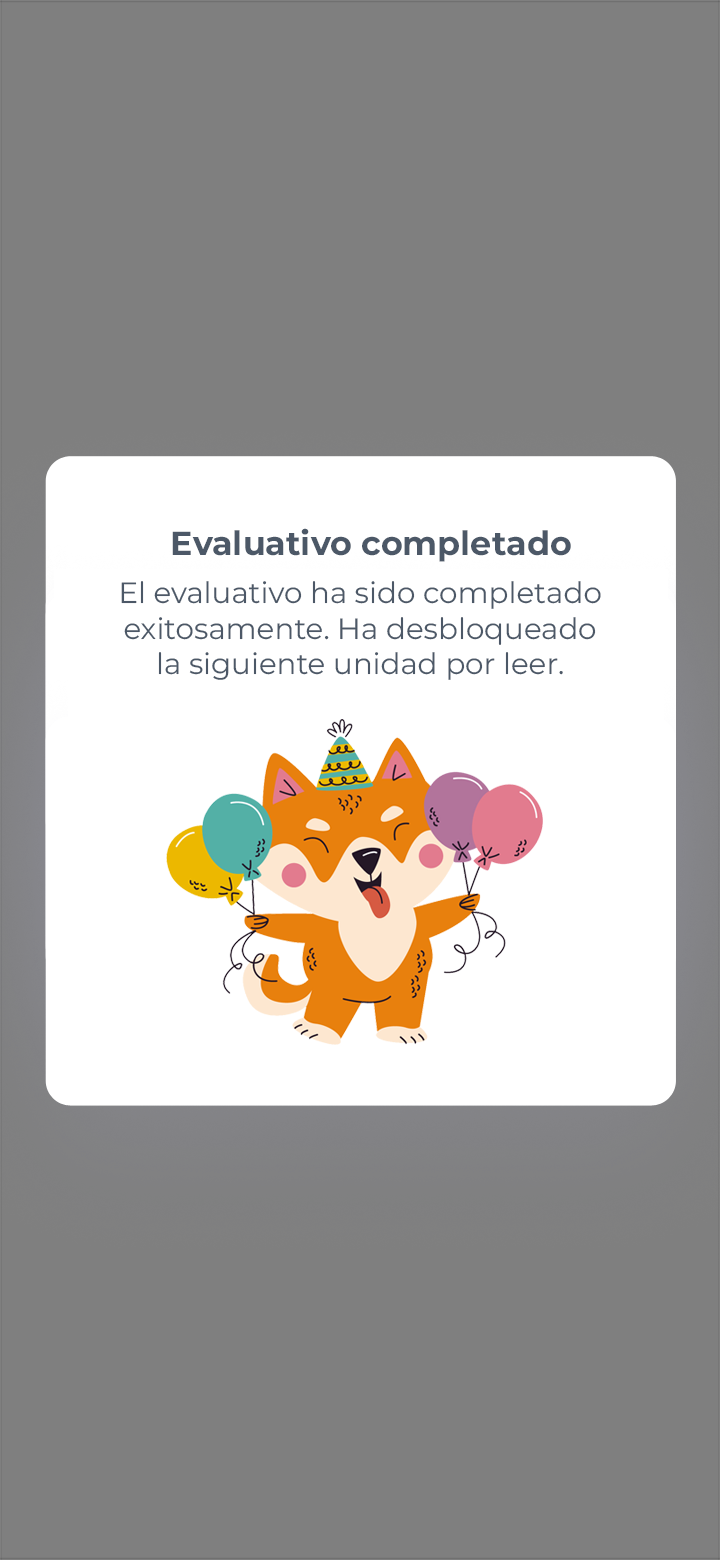 Evaluativo completado
El evaluativo ha sido completado
exitosamente. Ha desbloqueado
la siguiente unidad por leer.